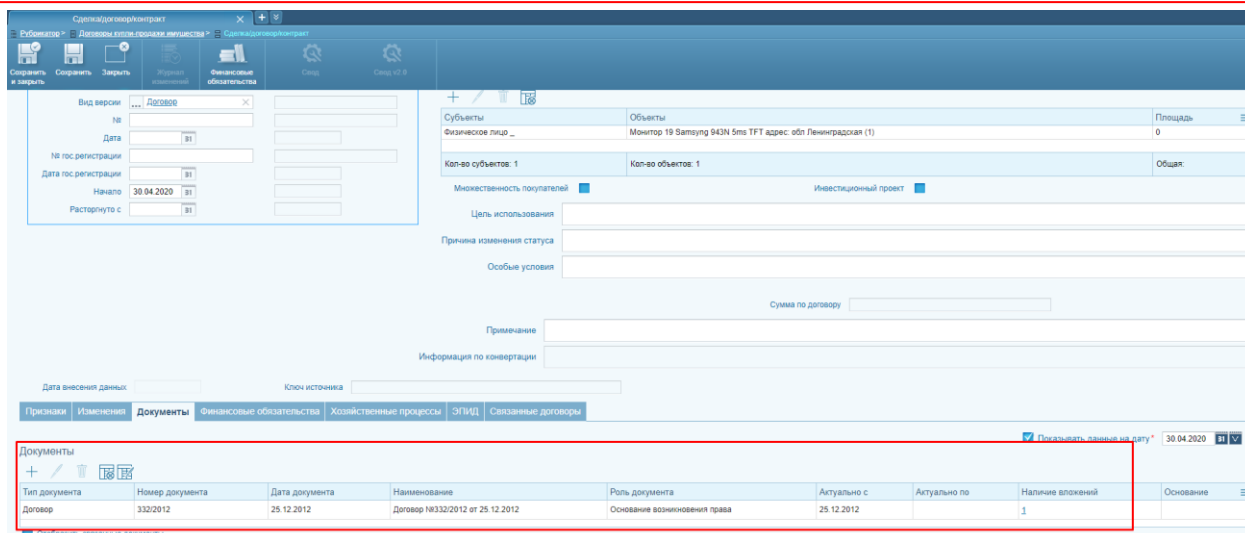 Сделка/договор/контракт
Рубрикатор > Договоры купли-продажи имущества > Сделка/договор/контракт
Сохранить и закрыть
Сохранить
Закрыть
Журнал изменений
Финансовые обязательства
Свод
Свод v2.0
Вид версии ... Договор
№
Дата 31
№ гос.регистрации
Дата гос.регистрации 31
Начало 30.04.2020 31
Расторгнуто с 31
Субъекты Объекты Площадь
Физическое лицо _ Монитор 19 Samsyng 943N 5ms TFT адрес: обл Ленинградская (1) 0
Кол-во субъектов: 1 Кол-во объектов: 1 Общая:
Множественность покупателей Инвестиционный проект
Цель использования
Причина изменения статуса
Особые условия
Сумма по договору
Примечание
Информация по конвертации
Дата внесения данных Ключ источника
Признаки Изменения Документы Финансовые обязательства Хозяйственные процессы ЭПИД Связанные договоры
Показывать данные на дату * 30.04.2020 31
Документы
Тип документа Номер документа Дата документа Наименование Роль документа Актуально с Актуально по Наличие вложений Основание
Договор 332/2012 25.12.2012 Договор №332/2012 от 25.12.2012 Основание возникновения права 25.12.2012 1